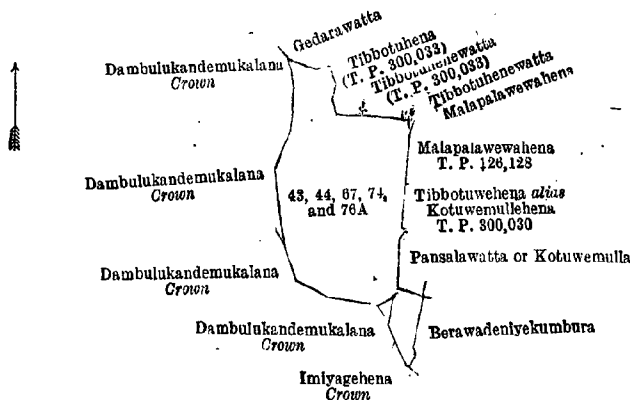 Gedarawatta
Dambulukandemukalana
Crown
Tibbotuhena
(T. P. 300,033)
Tibbotuhenewatta
(T. P. 300,033)
Tibbotuhenewatta
Malapalawewahena
Malapalawewahena
T. P. 126,128
Dambulukandemukalana
Crown
43, 44, 67, 74,
and 76A
Tibbotuwehena alias
Kotuwemullehena
T. P. 300,030
Pansalawatta or Kotuwemulla
Dambulukandemukalana
Crown
Dambulukandemukalana
Crown
Berawadeniyekumbura
Imiyagehena
Crown